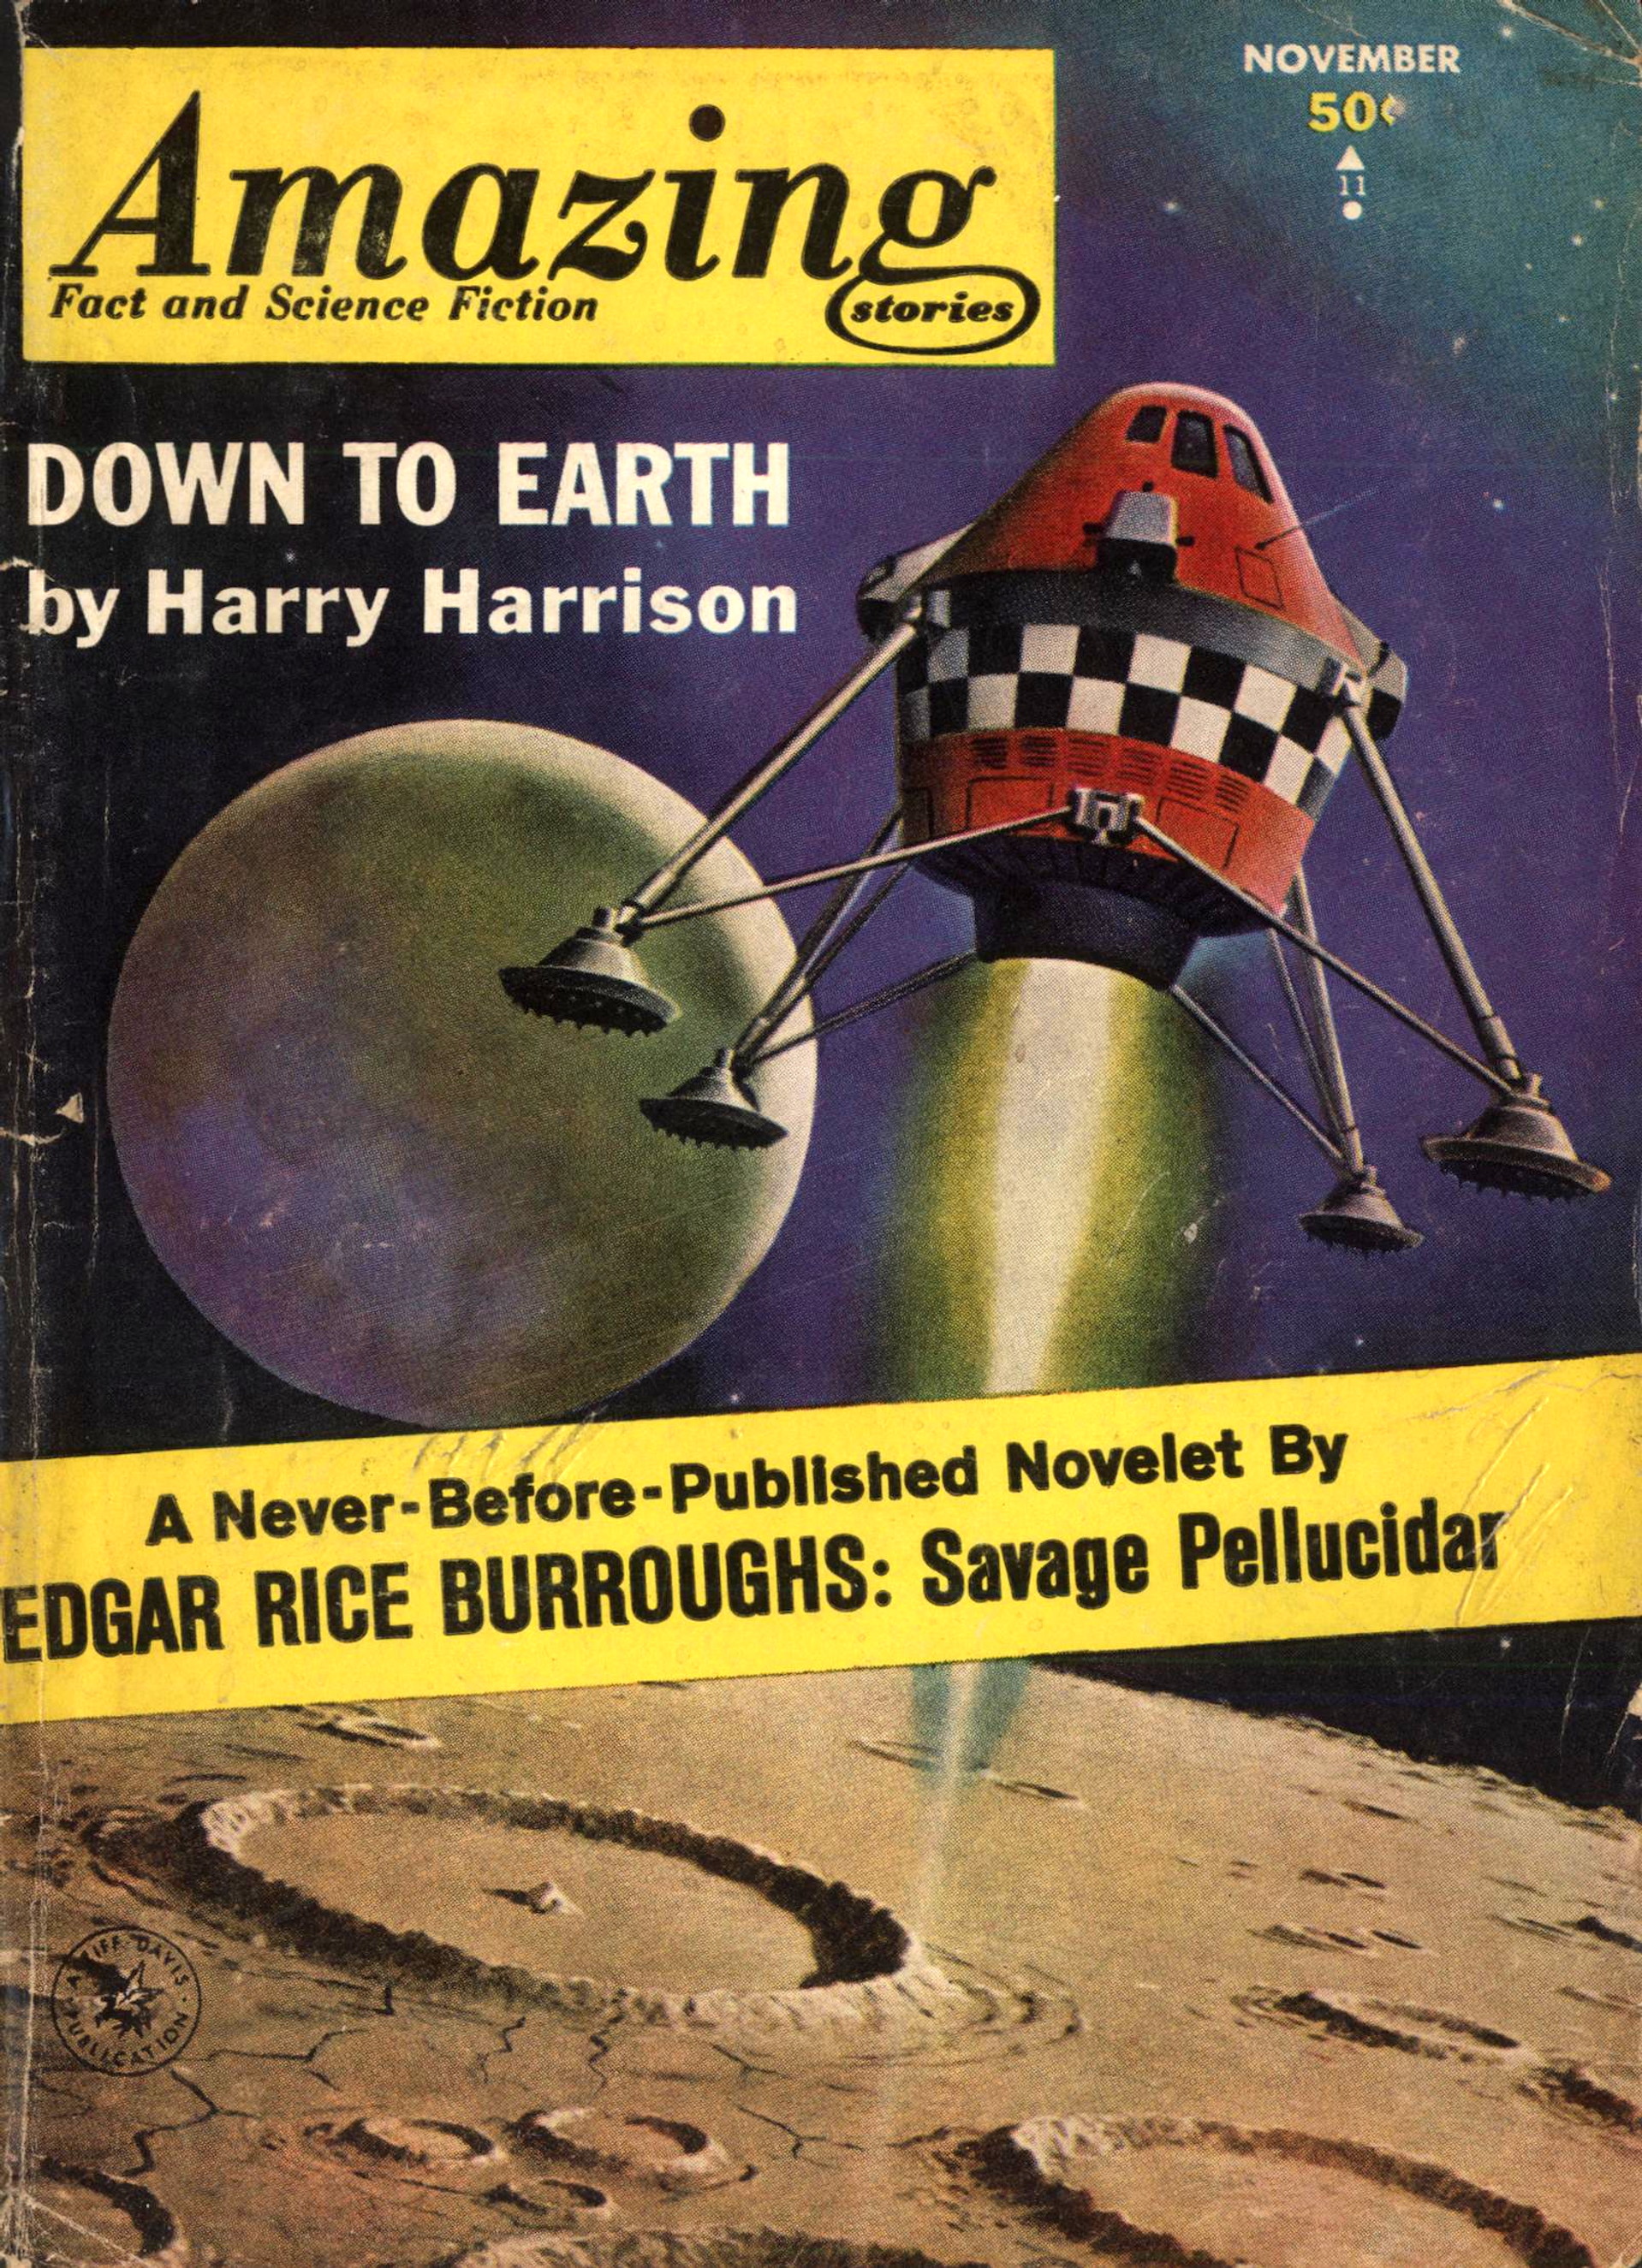 NOVEMBER
50¢
11
Amazing
Fact and Science Fiction
stories
DOWN TO EARTH
by Harry Harrison
A Never-Before-Published Novelet By
EDGAR RICE BURROUGHS: Savage Pellucidar
A ZIFF-DAVIS PUBLICATION